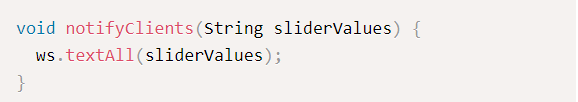 void notifyClients(String sliderValues) {
  ws.textAll(sliderValues);
}